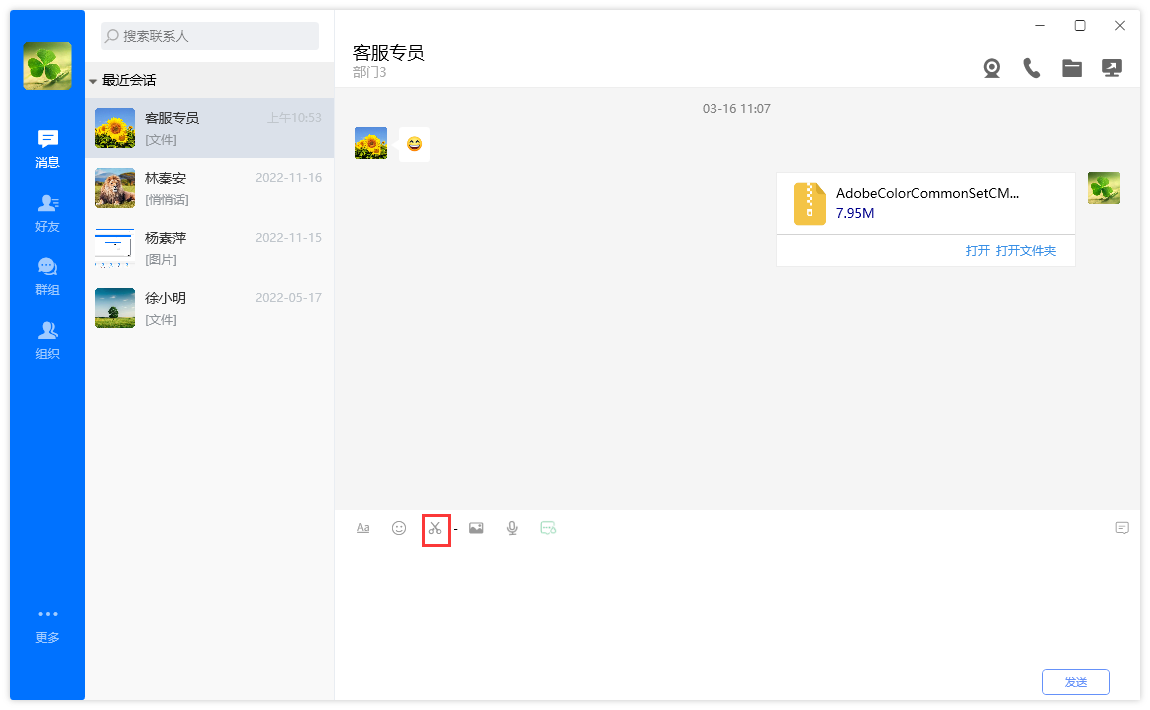 搜索联系人
最近会话
消息
好友
群组
组织
更多
客服专员
上午10:53
[文件]
林秦安
2022-11-16
[悄悄话]
杨素萍
2022-11-15
[图片]
徐小明
2022-05-17
[文件]
客服专员
部门3
03-16 11:07
AdobeColorCommonSetCM...
7.95M
打开 打开文件夹
Aa
发送